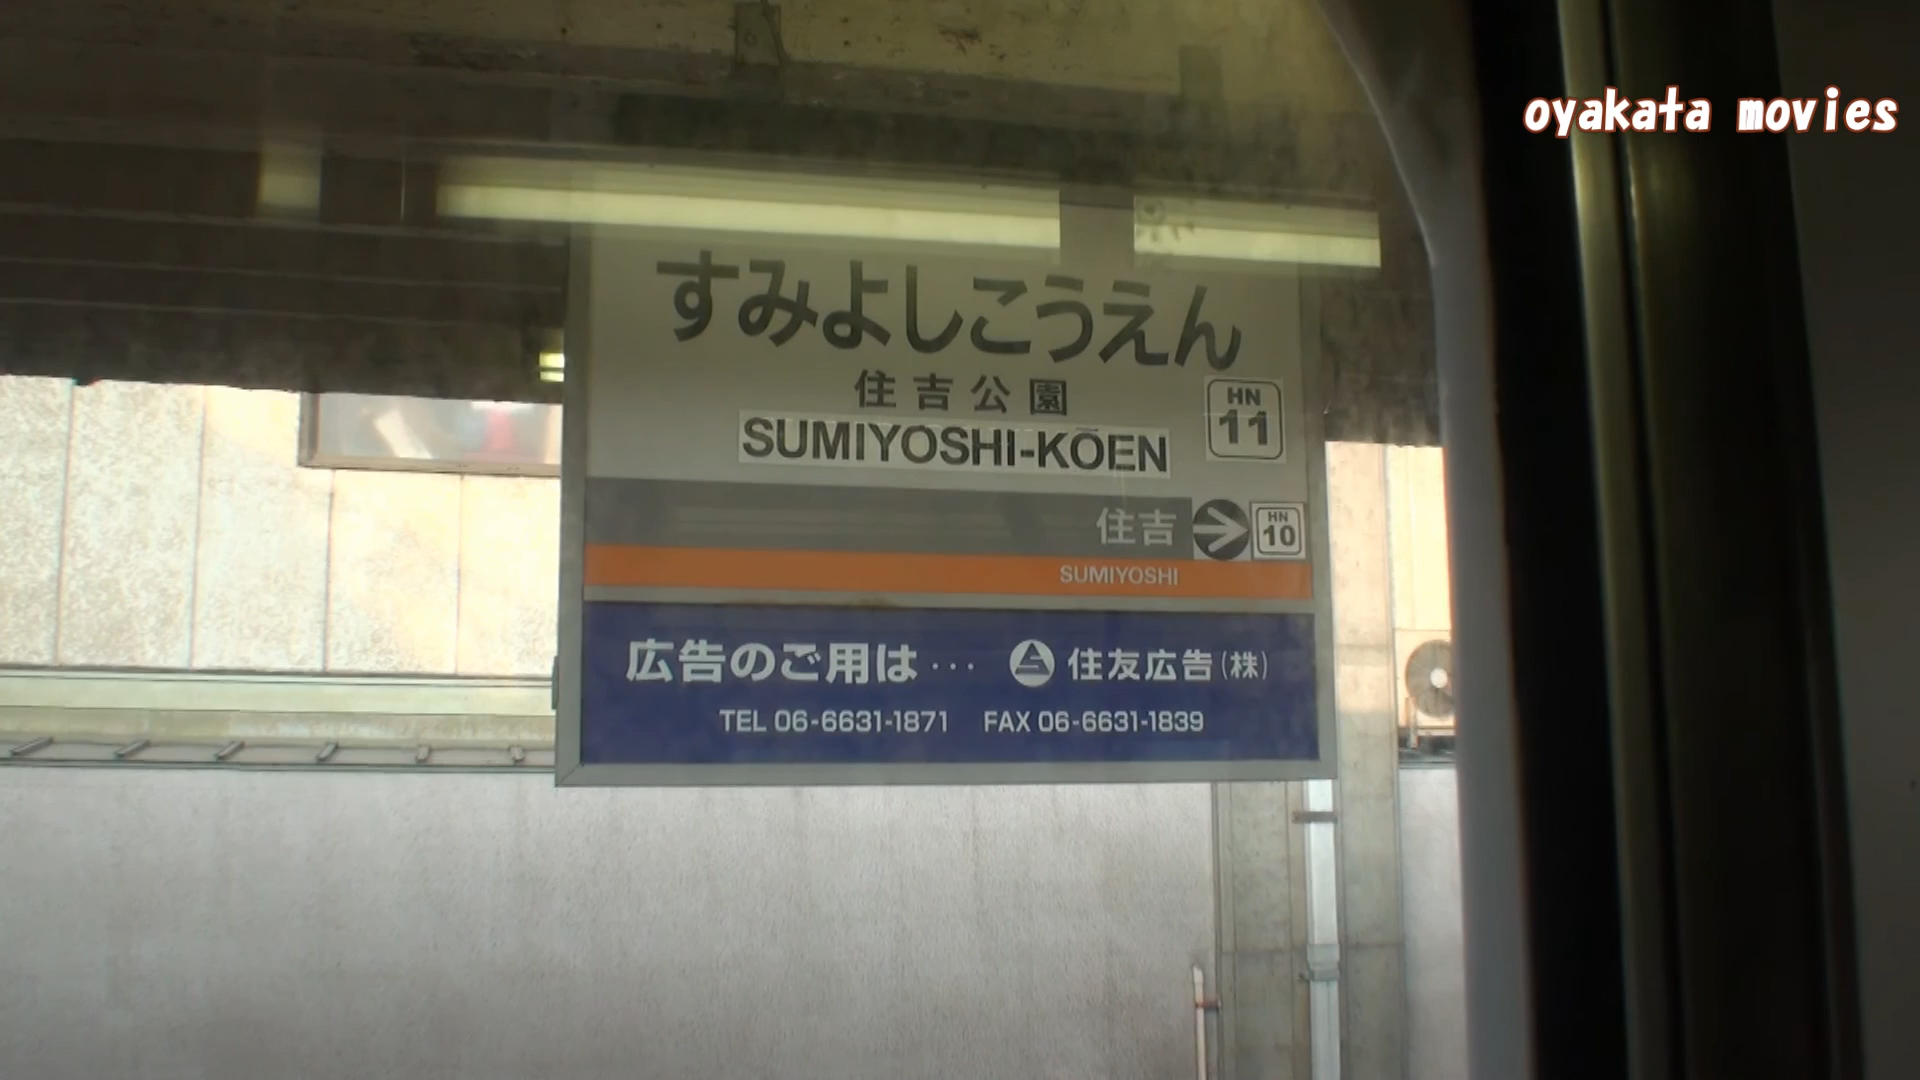 oyakata movies
すみよしこうえん
住吉公園
HN
11
SUMIYOSHI-KŌEN
住吉
HN
10
SUMIYOSHI
広告のご用は… 住友広告(株)
TEL 06-6631-1871 FAX 06-6631-1839